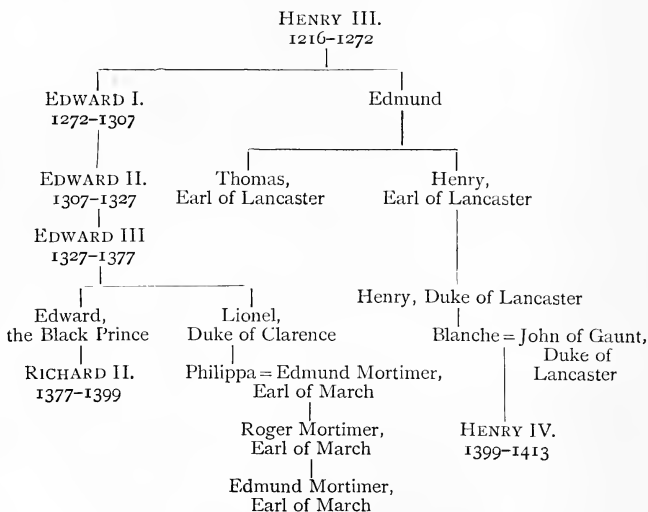 HENRY III.
1216–1272
EDWARD I.
1272–1307
Edmund
EDWARD II.
1307–1327
Thomas,
Earl of Lancaster
Henry,
Earl of Lancaster
EDWARD III
1327–1377
Edward,
the Black Prince
Lionel,
Duke of Clarence
Henry, Duke of Lancaster
Blanche = John of Gaunt,
Duke of
Lancaster
RICHARD II.
1377–1399
Philippa = Edmund Mortimer,
Earl of March
Roger Mortimer,
Earl of March
HENRY IV.
1399–1413
Edmund Mortimer,
Earl of March